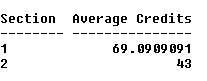 Section  Average Credits
-------- ---------------
1             69.0909091
2                     43